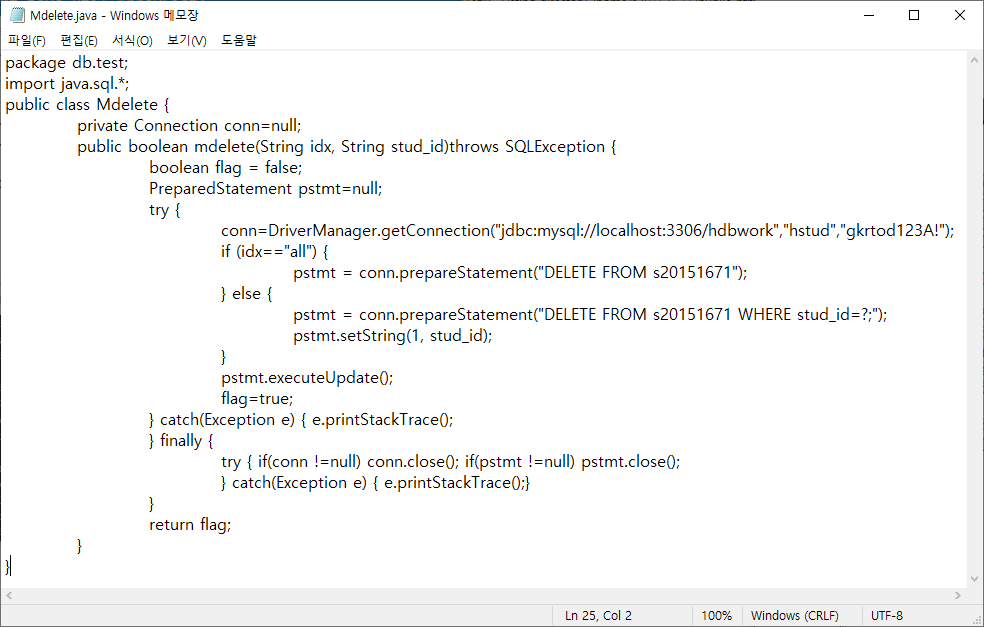 Mdelete.java - Windows 메모장
파일(F) 편집(E) 서식(O) 보기(V) 도움말
package db.test;
import java.sql.*;
public class Mdelete {
private Connection conn=null;
public boolean mdelete(String idx, String stud_id)throws SQLException {
boolean flag = false;
PreparedStatement pstmt=null;
try {
conn=DriverManager.getConnection("jdbc:mysql://localhost:3306/hdbwork","hstud","gkrtod123A!");
if (idx=="all") {
pstmt = conn.prepareStatement("DELETE FROM s20151671");
} else {
pstmt = conn.prepareStatement("DELETE FROM s20151671 WHERE stud_id=?;");
pstmt.setString(1, stud_id);
}
pstmt.executeUpdate();
flag=true;
} catch(Exception e) { e.printStackTrace();
} finally {
try { if(conn !=null) conn.close(); if(pstmt !=null) pstmt.close();
} catch(Exception e) { e.printStackTrace();}
}
return flag;
}
}
Ln 25, Col 2 100% Windows (CRLF) UTF-8